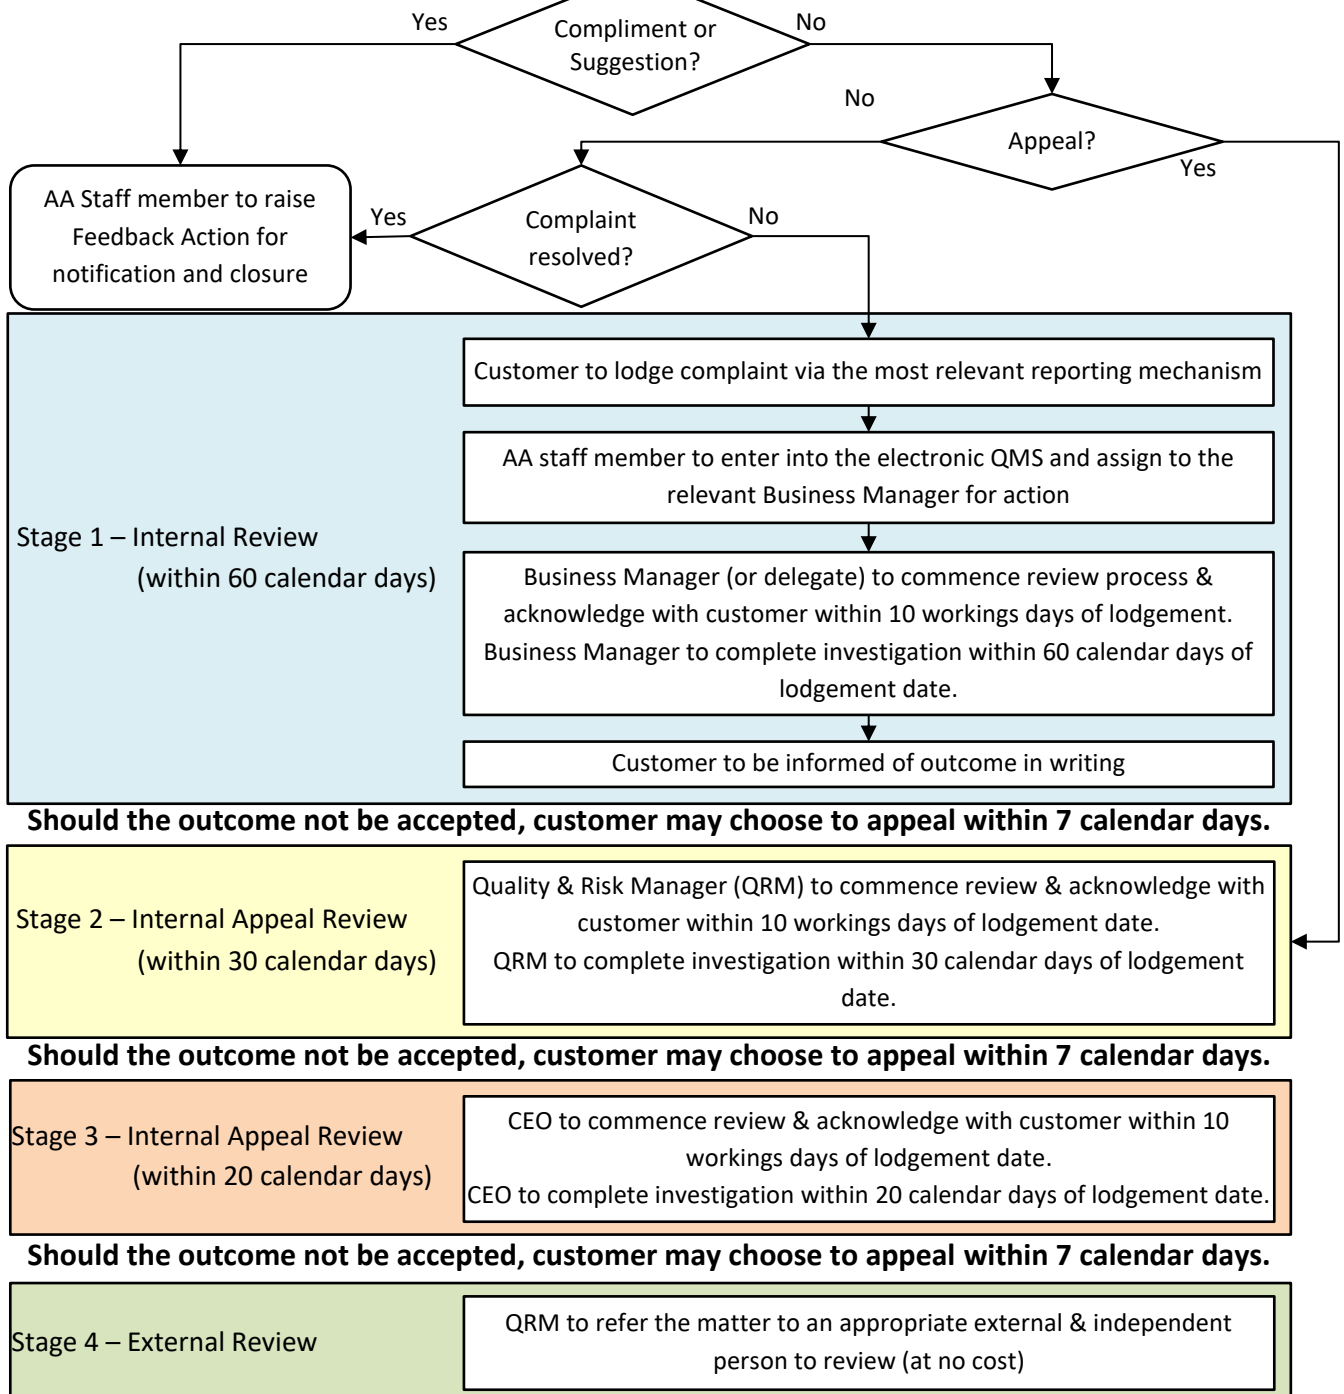 Yes
Compliment or
Suggestion?
No
No
Appeal?
Yes
AA Staff member to raise
Feedback Action for
notification and closure
Yes
Complaint
resolved?
No
Customer to lodge complaint via the most relevant reporting mechanism
AA staff member to enter into the electronic QMS and assign to the
relevant Business Manager for action
Stage 1 – Internal Review
(within 60 calendar days)
Business Manager (or delegate) to commence review process &
acknowledge with customer within 10 workings days of lodgement.
Business Manager to complete investigation within 60 calendar days of
lodgement date.
Customer to be informed of outcome in writing
Should the outcome not be accepted, customer may choose to appeal within 7 calendar days.
Stage 2 – Internal Appeal Review
(within 30 calendar days)
Quality & Risk Manager (QRM) to commence review & acknowledge with
customer within 10 workings days of lodgement date.
QRM to complete investigation within 30 calendar days of lodgement
date.
Should the outcome not be accepted, customer may choose to appeal within 7 calendar days.
Stage 3 – Internal Appeal Review
(within 20 calendar days)
CEO to commence review & acknowledge with customer within 10
workings days of lodgement date.
CEO to complete investigation within 20 calendar days of lodgement date.
Should the outcome not be accepted, customer may choose to appeal within 7 calendar days.
Stage 4 – External Review
QRM to refer the matter to an appropriate external & independent
person to review (at no cost)